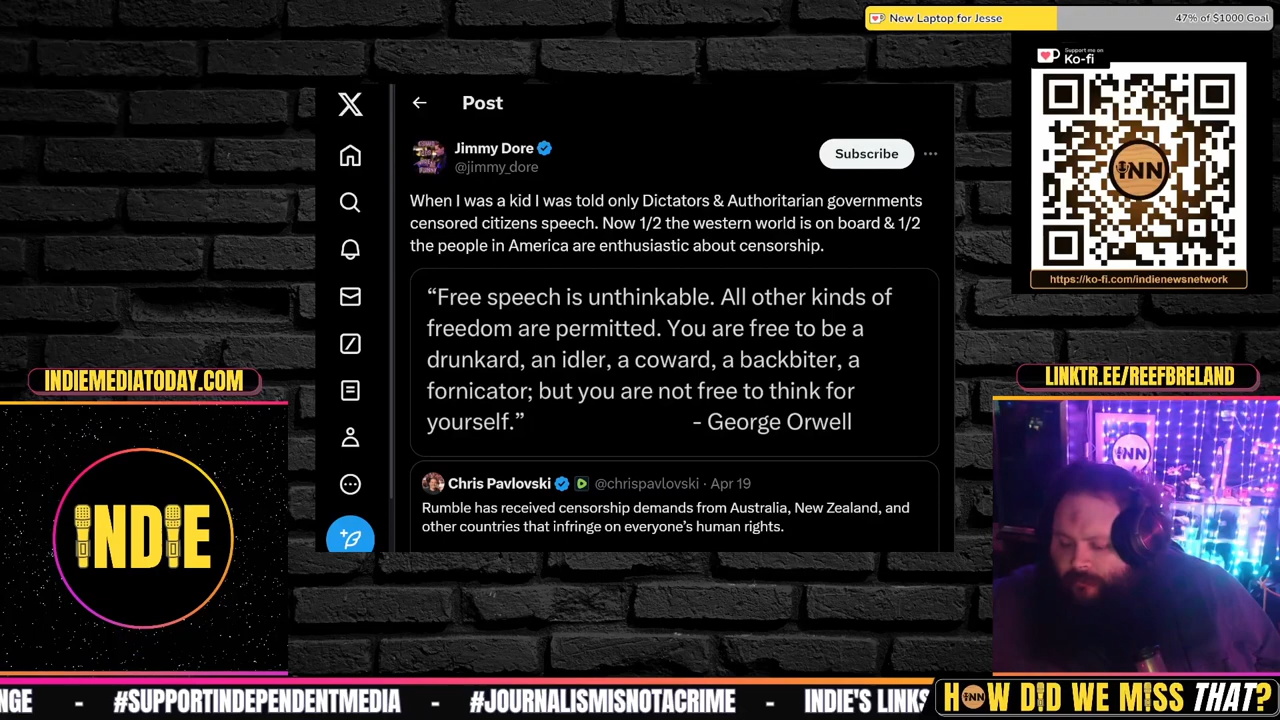 New Laptop for Jesse
47% of $1000 Goal
Support me on
Ko-fi
INN
https://ko-fi.com/indienewsnetwork
Post
Jimmy Dore
@jimmy_dore
Subscribe
When I was a kid I was told only Dictators & Authoritarian governments
censored citizens speech. Now 1/2 the western world is on board & 1/2
the people in America are enthusiastic about censorship.
“Free speech is unthinkable. All other kinds of
freedom are permitted. You are free to be a
drunkard, an idler, a coward, a backbiter, a
fornicator; but you are not free to think for
yourself.” - George Orwell
Chris Pavlovski @chrispavlovski · Apr 19
Rumble has received censorship demands from Australia, New Zealand, and
other countries that infringe on everyone’s human rights.
INDIEMEDIATODAY.COM
INDIE
LINKTR.EE/REEFBRELAND
INN
NGE - #SUPPORTINDEPENDENTMEDIA - #JOURNALISMISNOTACRIME - INDIE'S LINKS
HOW DID WE MISS THAT?